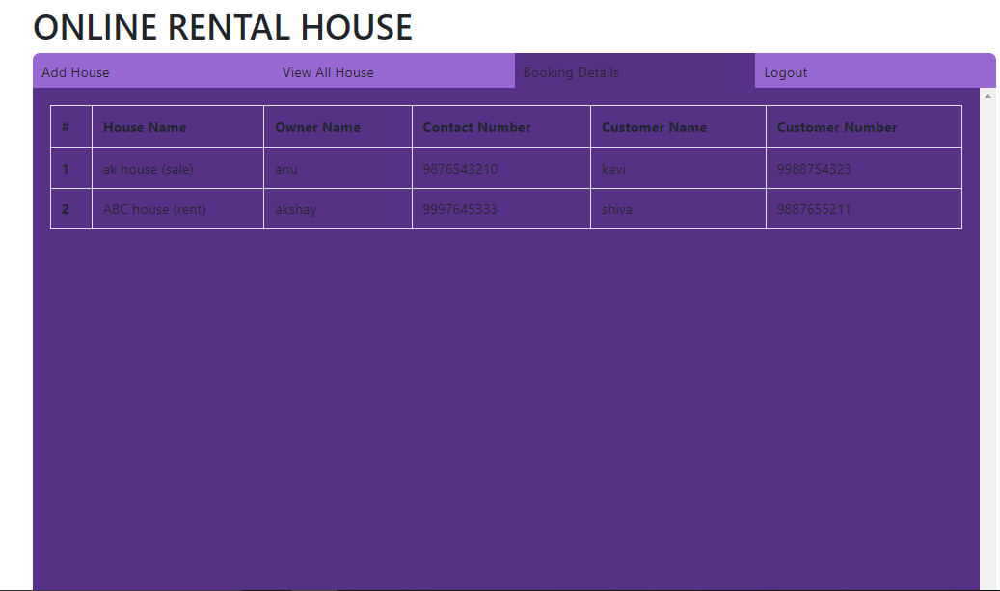 ONLINE RENTAL HOUSE
Add House View All House Booking Details Logout
# House Name Owner Name Contact Number Customer Name Customer Number
1 ak house (sale) anu 9876543210 kavi 9988754323
2 ABC house (rent) akshay 9997645333 shiva 9887655211